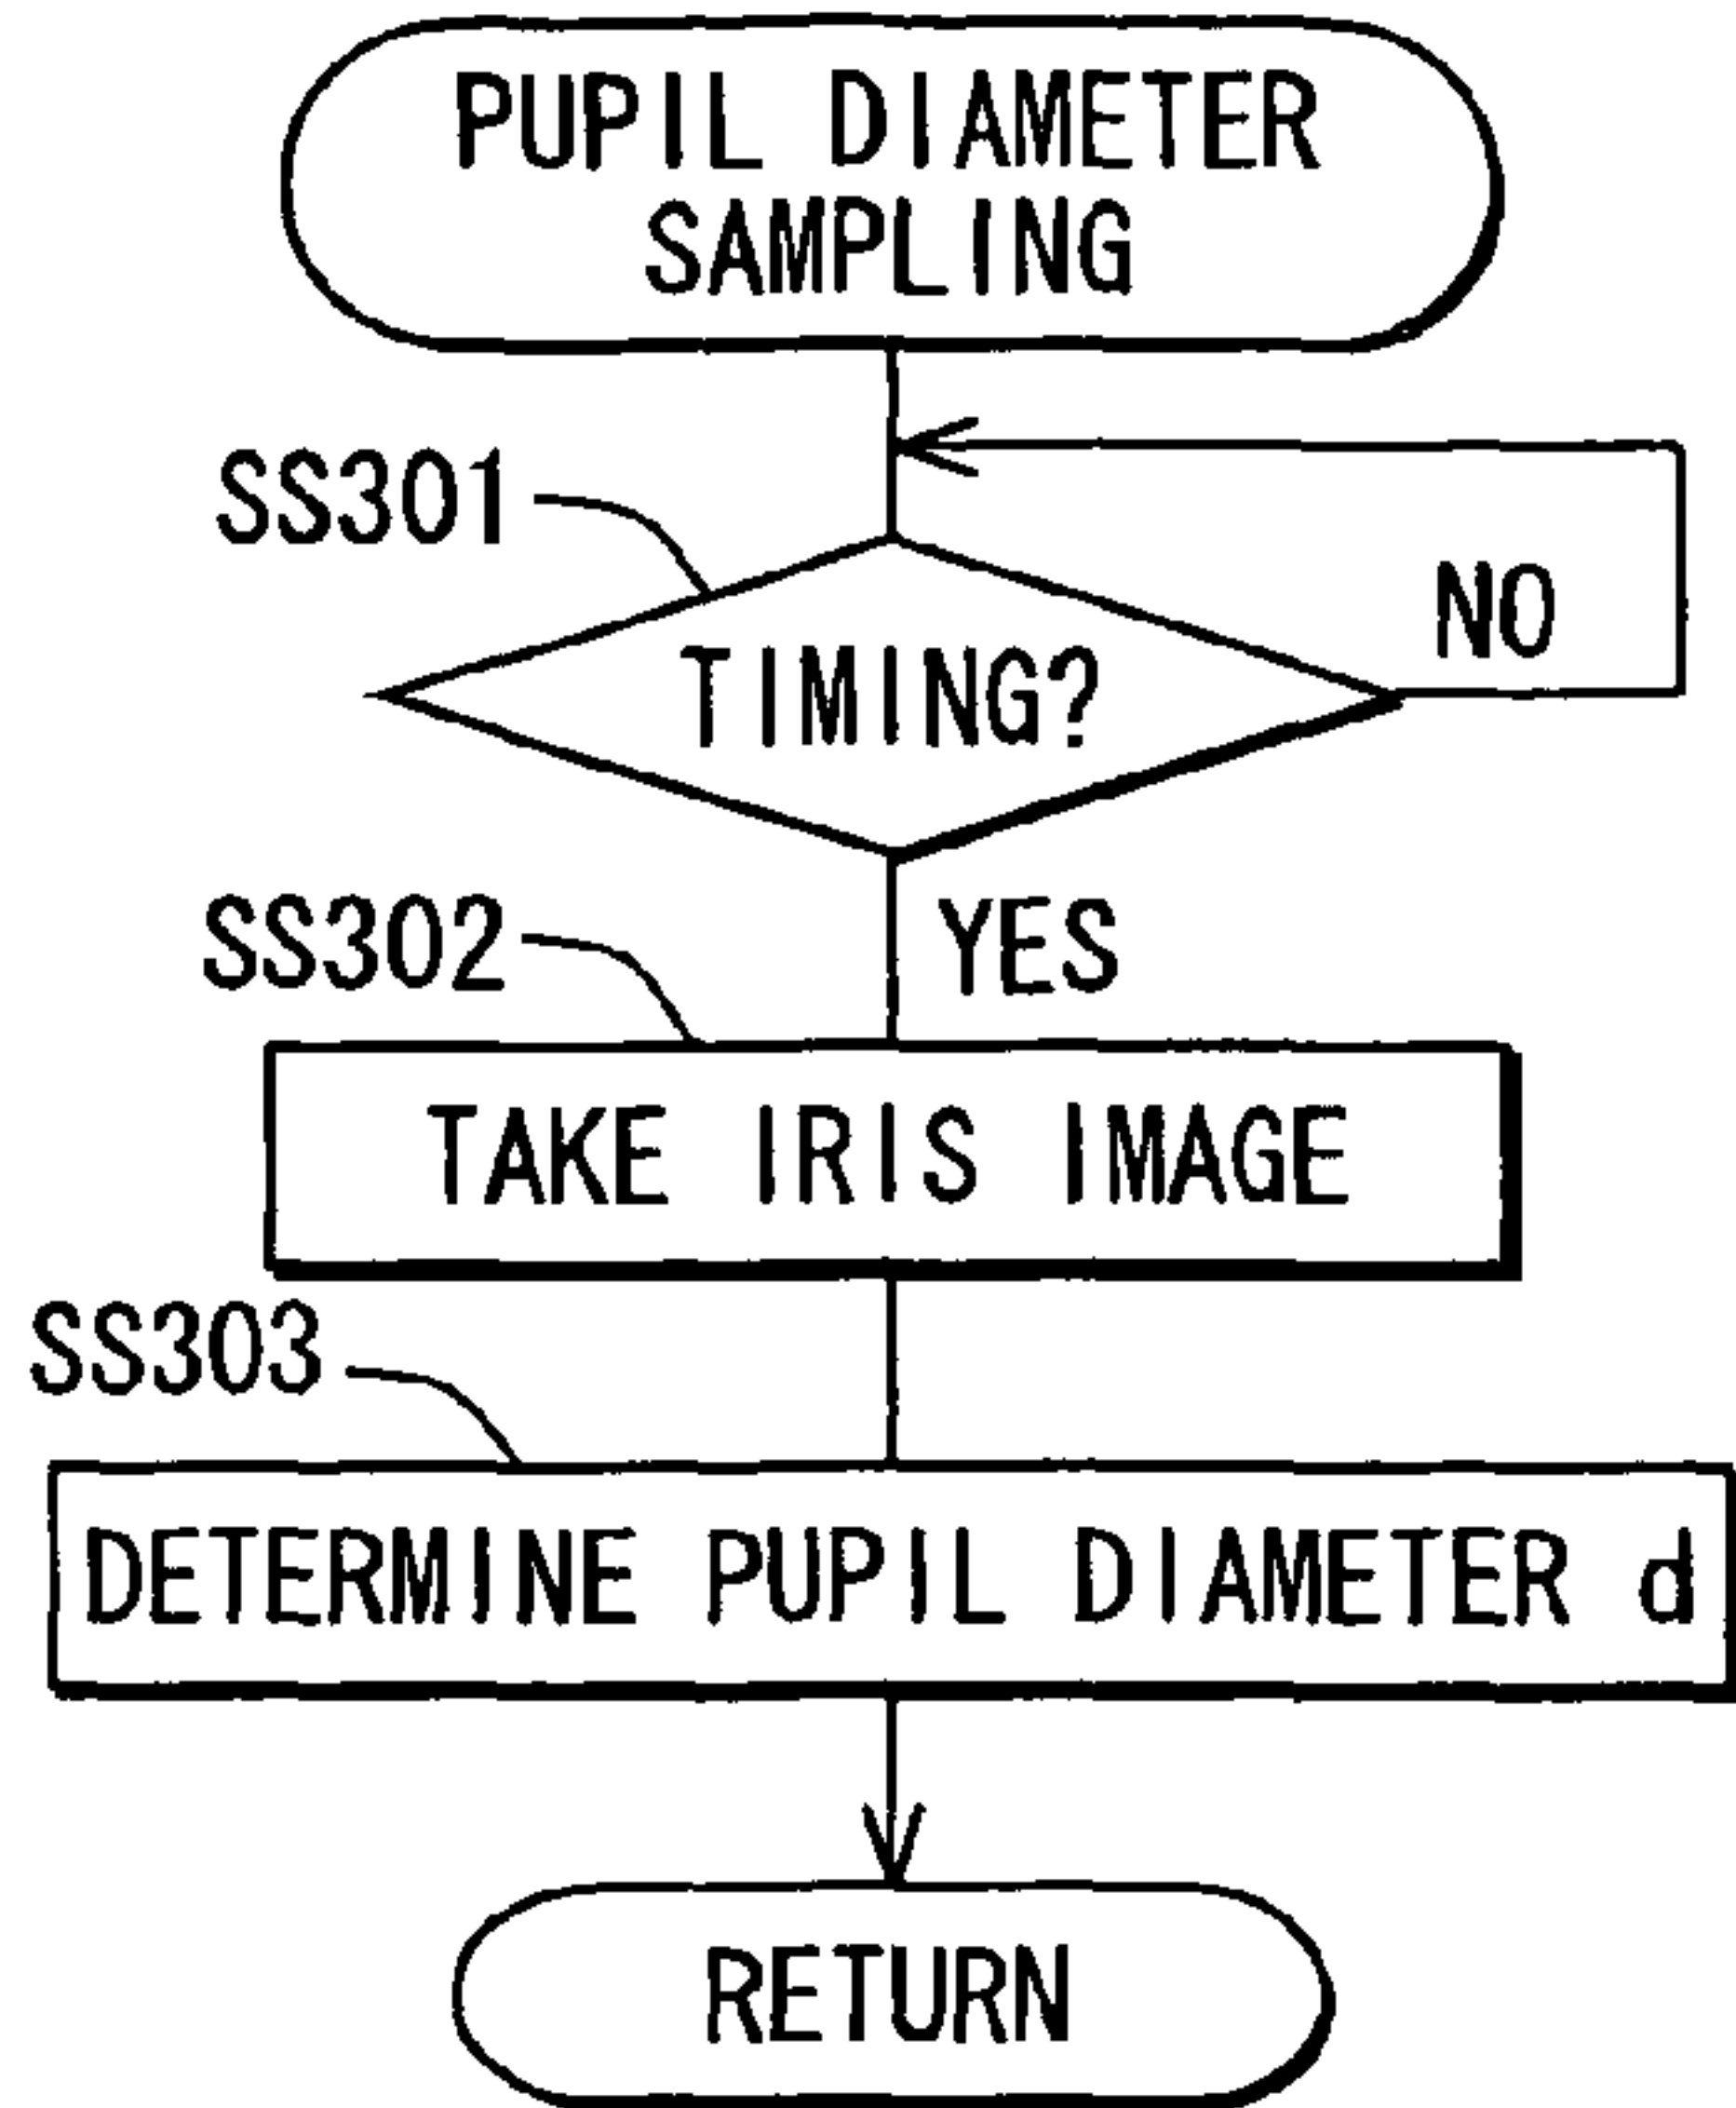 PUPIL DIAMETER
SAMPLING
SS301
NO
TIMING?
SS302
YES
TAKE IRIS IMAGE
SS303
DETERMINE PUPIL DIAMETER d
RETURN